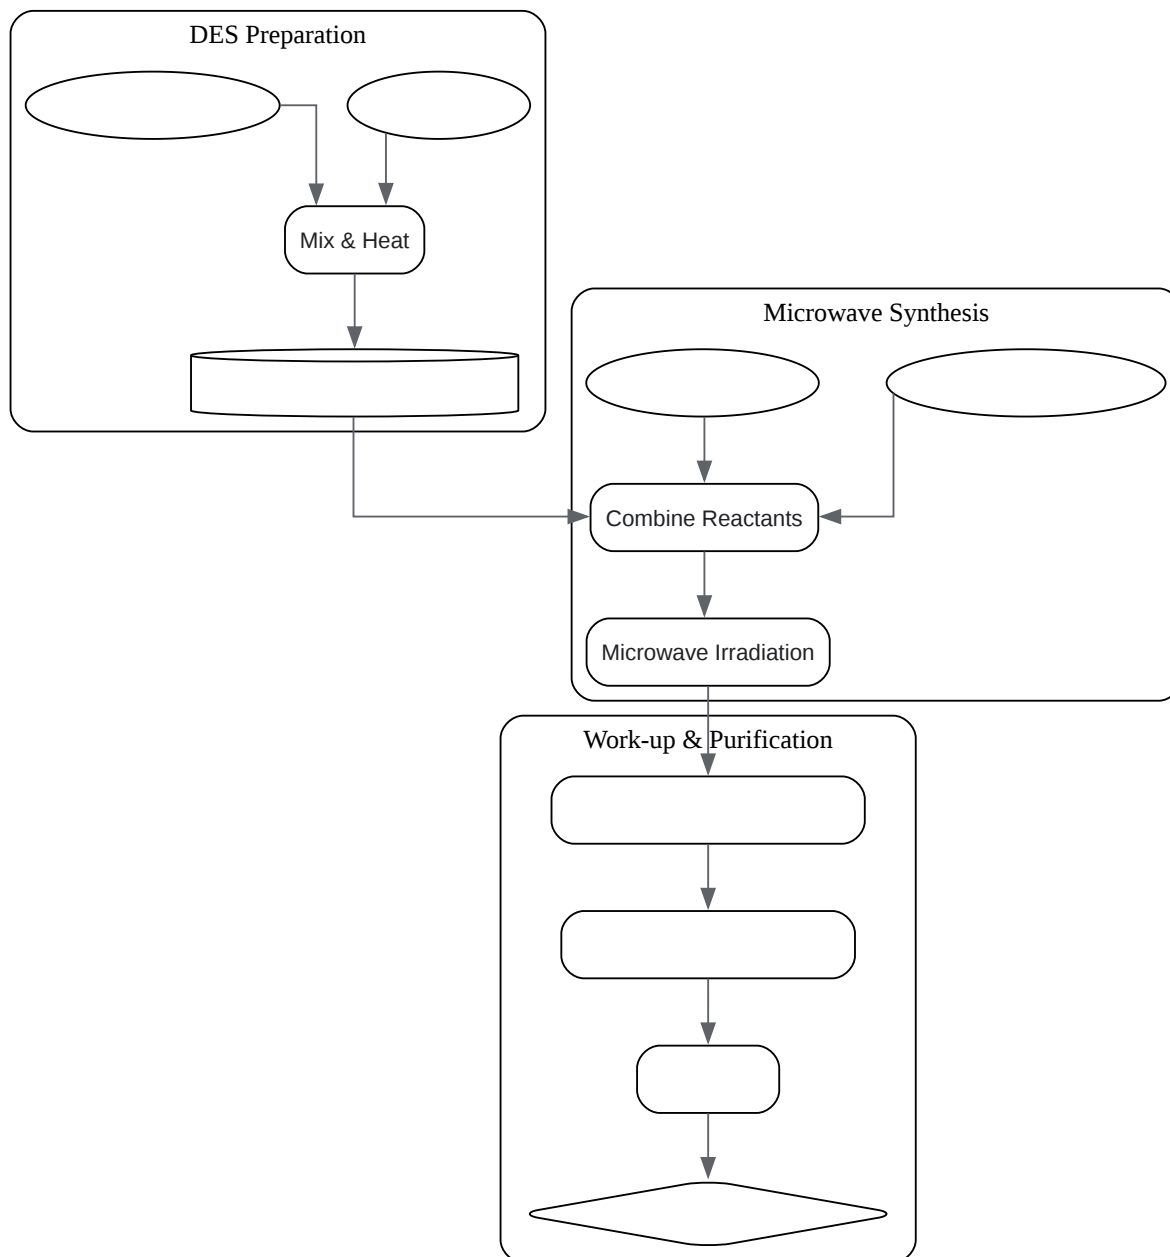 DES Preparation
Mix & Heat
Microwave Synthesis
Combine Reactants
Microwave Irradiation
Work-up & Purification